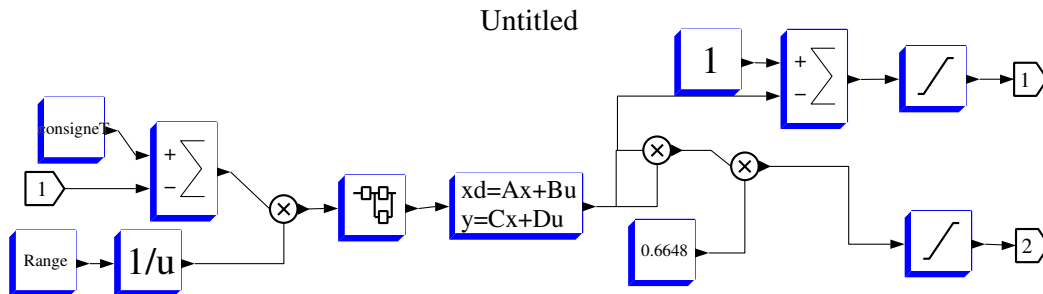 Untitled
1
+
−
1
consigneT
+
−
1
xd=Ax+Bu
y=Cx+Du
Range
1/u
0.6648
2